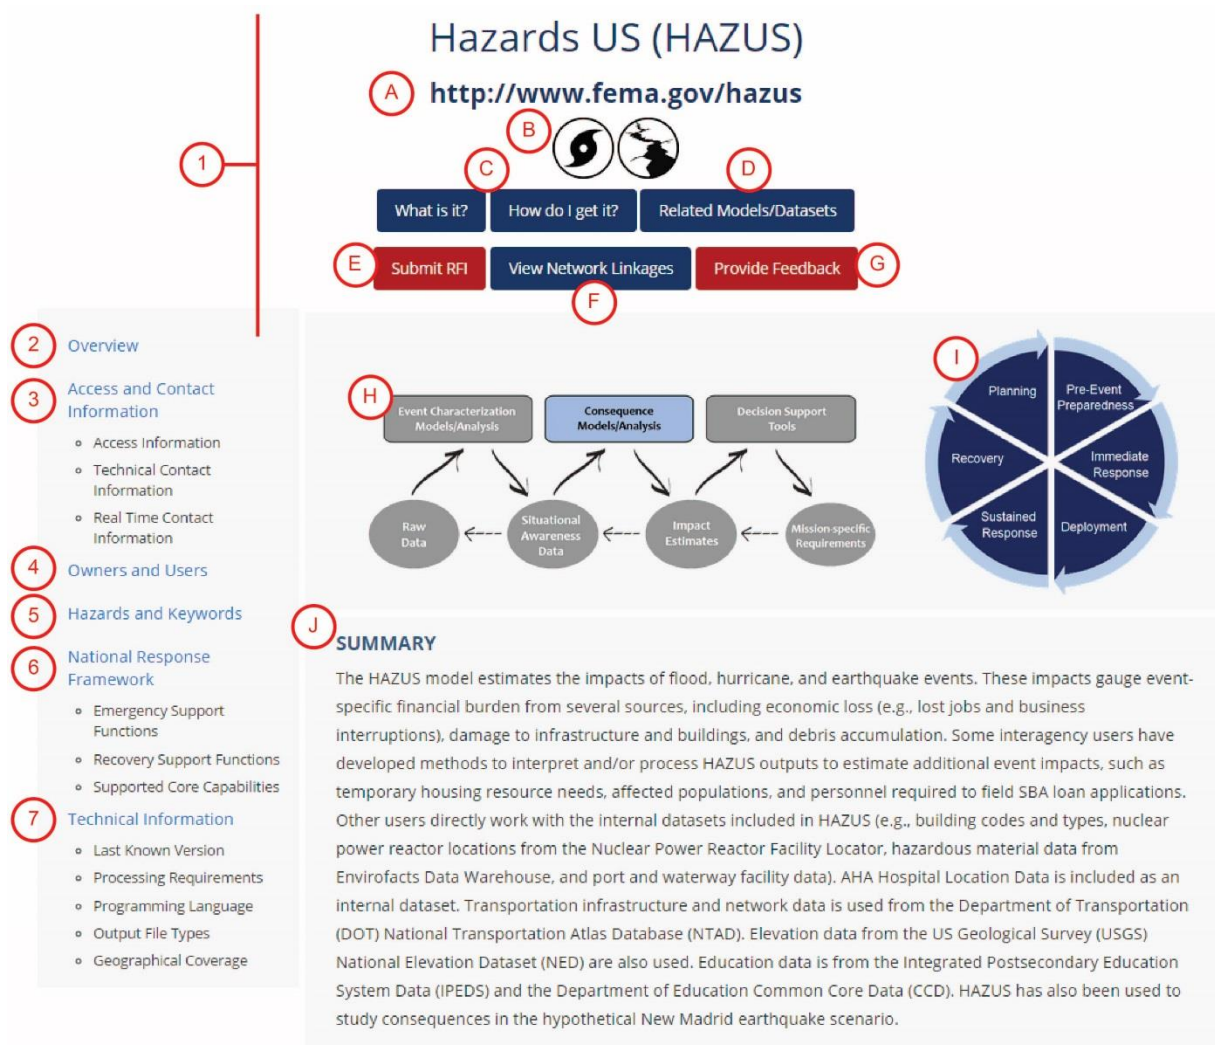 Hazards US (HAZUS)
A http://www.fema.gov/hazus
B
1
C
D
What is it? How do I get it? Related Models/Datasets
E Submit RFI View Network Linkages Provide Feedback G
F
2 Overview
3 Access and Contact
Information
Access Information
Technical Contact
Information
Real Time Contact
Information
4 Owners and Users
5 Hazards and Keywords
6 National Response
Framework
Emergency Support
Functions
Recovery Support Functions
Supported Core Capabilities
7 Technical Information
Last Known Version
Processing Requirements
Programming Language
Output File Types
Geographical Coverage
H
Event Characterization
Models/Analysis
Consequence
Models/Analysis
Decision Support
Tools
Raw
Data
Situational
Awareness
Data
Impact
Estimates
Mission-specific
Requirements
I
Planning
Pre-Event
Preparedness
Immediate
Response
Deployment
Sustained
Response
Recovery
J SUMMARY
The HAZUS model estimates the impacts of flood, hurricane, and earthquake events. These impacts gauge event-
specific financial burden from several sources, including economic loss (e.g., lost jobs and business
interruptions), damage to infrastructure and buildings, and debris accumulation. Some interagency users have
developed methods to interpret and/or process HAZUS outputs to estimate additional event impacts, such as
temporary housing resource needs, affected populations, and personnel required to field SBA loan applications.
Other users directly work with the internal datasets included in HAZUS (e.g., building codes and types, nuclear
power reactor locations from the Nuclear Power Reactor Facility Locator, hazardous material data from
Envirofacts Data Warehouse, and port and waterway facility data). AHA Hospital Location Data is included as an
internal dataset. Transportation infrastructure and network data is used from the Department of Transportation
(DOT) National Transportation Atlas Database (NTAD). Elevation data from the US Geological Survey (USGS)
National Elevation Dataset (NED) are also used. Education data is from the Integrated Postsecondary Education
System Data (IPEDS) and the Department of Education Common Core Data (CCD). HAZUS has also been used to
study consequences in the hypothetical New Madrid earthquake scenario.